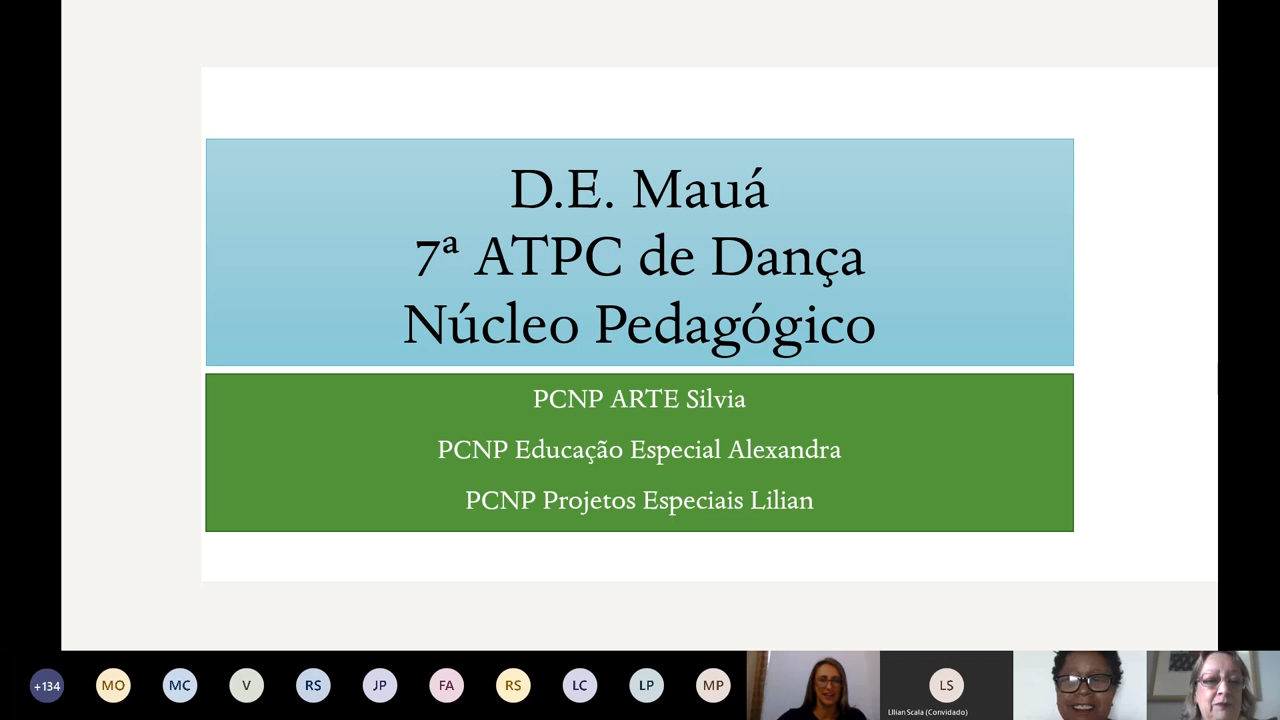 D.E. Mauá
7ª ATPC de Dança
Núcleo Pedagógico
PCNP ARTE Silvia
PCNP Educação Especial Alexandra
PCNP Projetos Especiais Lilian
+134
MO
MC
V
RS
JP
FA
RS
LC
LP
MP
LS
LIlian Scala (Convidado)